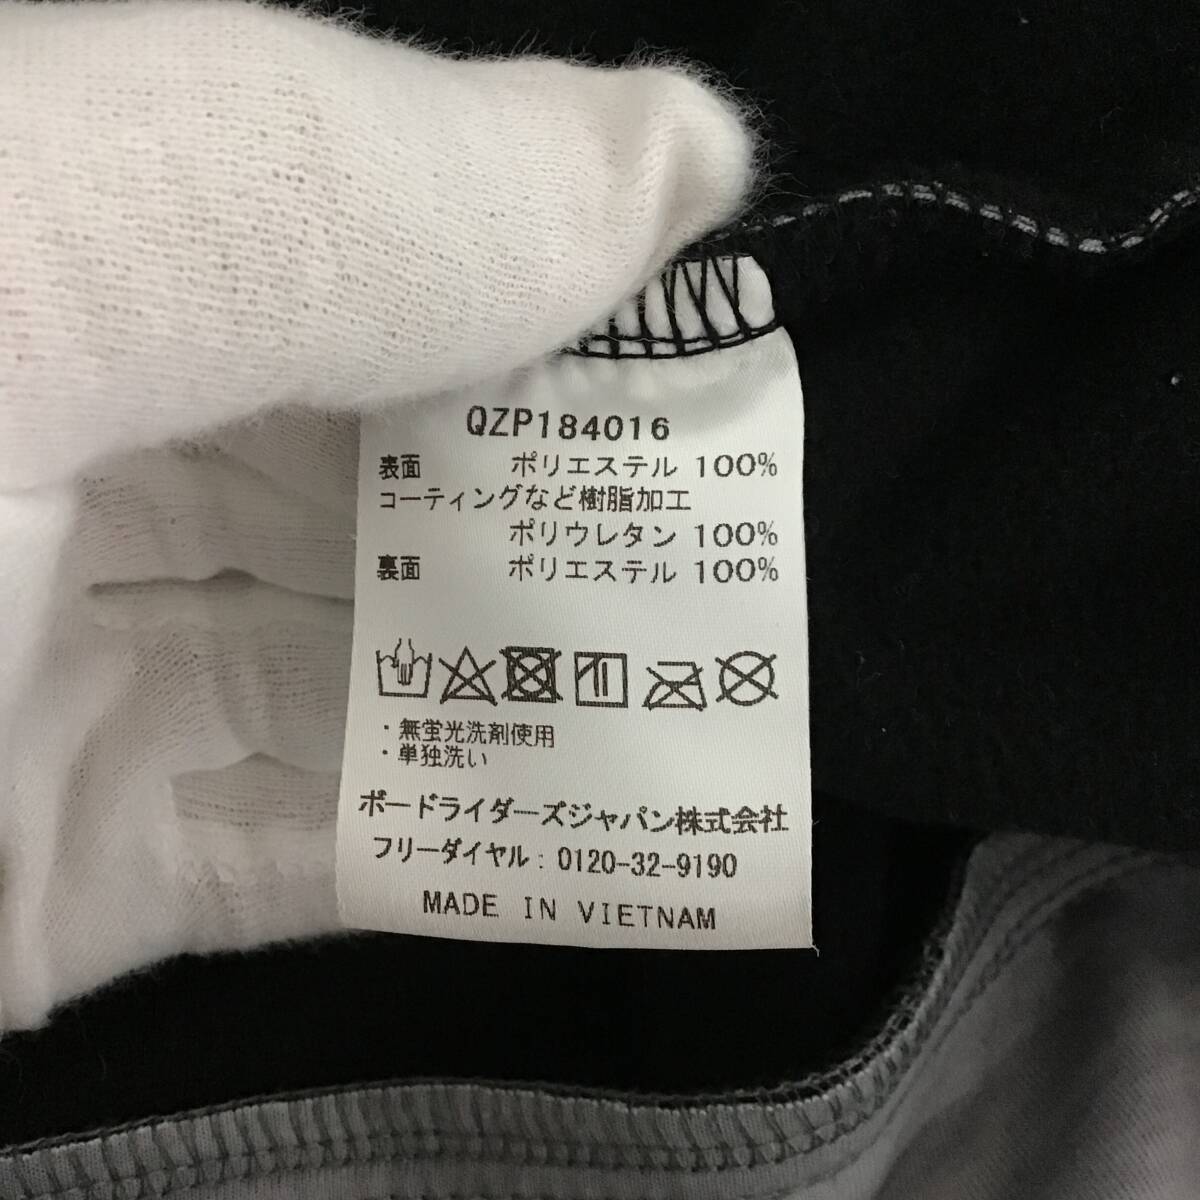 QZP184016
表面 ポリエステル 100%
コーティングなど樹脂加工
ポリウレタン 100%
裏面 ポリエステル 100%
・無蛍光洗剤使用
・単独洗い
ボードライダーズジャパン株式会社
フリーダイヤル：0120-32-9190
MADE IN VIETNAM